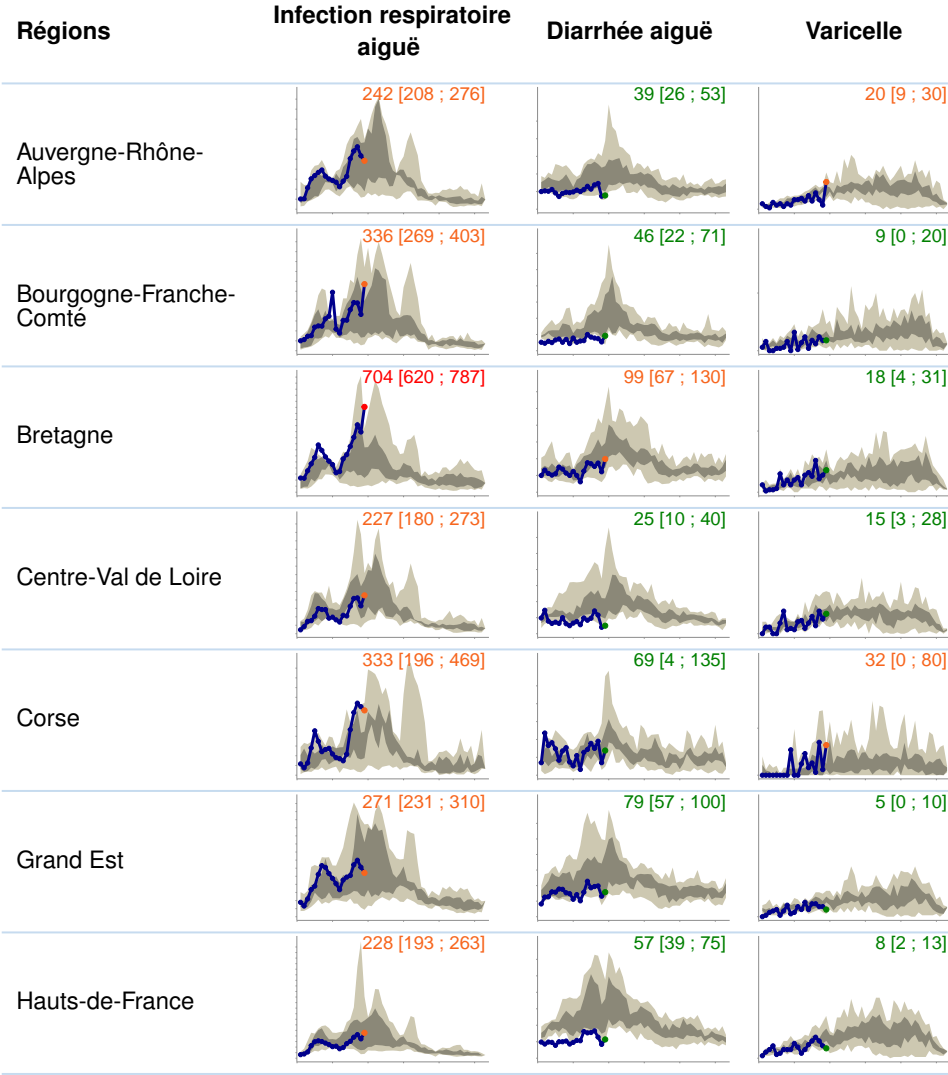 Régions
Infection respiratoire
aiguë
Diarrhée aiguë
Varicelle
Auvergne-Rhône-
Alpes
242 [208 ; 276]
39 [26 ; 53]
20 [9 ; 30]
Bourgogne-Franche-
Comté
336 [269 ; 403]
46 [22 ; 71]
9 [0 ; 20]
Bretagne
704 [620 ; 787]
99 [67 ; 130]
18 [4 ; 31]
Centre-Val de Loire
227 [180 ; 273]
25 [10 ; 40]
15 [3 ; 28]
Corse
333 [196 ; 469]
69 [4 ; 135]
32 [0 ; 80]
Grand Est
271 [231 ; 310]
79 [57 ; 100]
5 [0 ; 10]
Hauts-de-France
228 [193 ; 263]
57 [39 ; 75]
8 [2 ; 13]